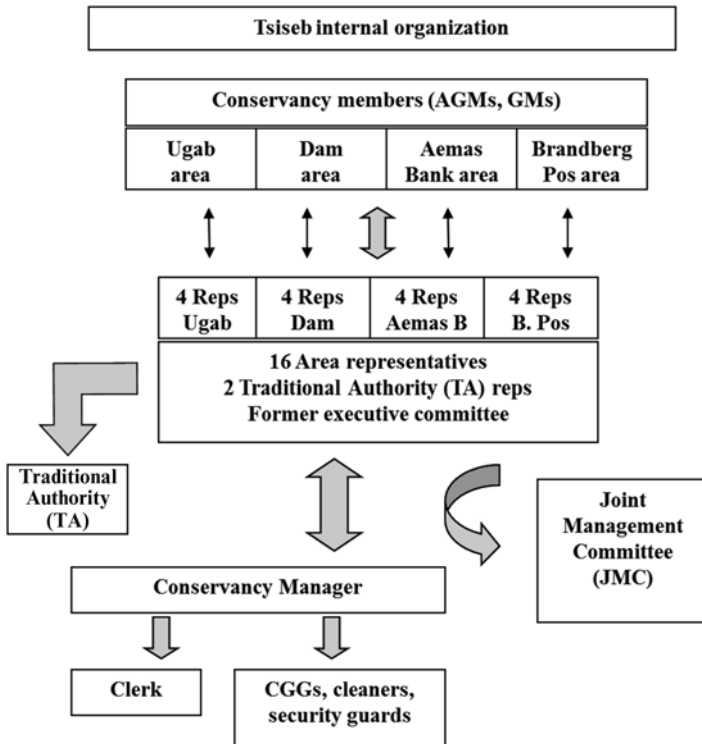 Tsiseb internal organization
Conservancy members (AGMs, GMs)
Ugab
area
Dam
area
Aemas
Bank area
Brandberg
Pos area
4 Reps
Ugab
4 Reps
Dam
4 Reps
Aemas B
4 Reps
B. Pos
16 Area representatives
2 Traditional Authority (TA) reps
Former executive committee
Traditional
Authority
(TA)
Joint
Management
Committee
(JMC)
Conservancy Manager
Clerk
CGGs, cleaners,
security guards